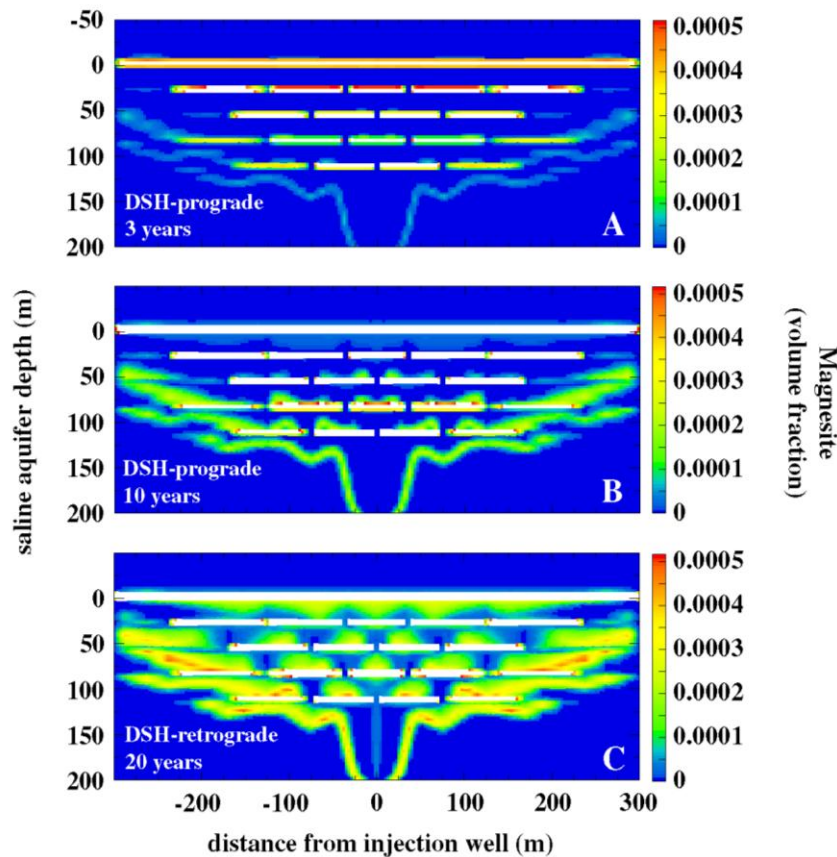 -50
0
50
100
150
200
DSH-prograde
3 years
A
0.0005
0.0004
0.0003
0.0002
0.0001
0
0
50
100
150
200
DSH-prograde
10 years
B
0.0005
0.0004
0.0003
0.0002
0.0001
0
0
50
100
150
200
DSH-retrograde
20 years
C
0.0005
0.0004
0.0003
0.0002
0.0001
0
-200 -100 0 100 200 300
distance from injection well (m)
saline aquifer depth (m)
Magnesite
(volume fraction)